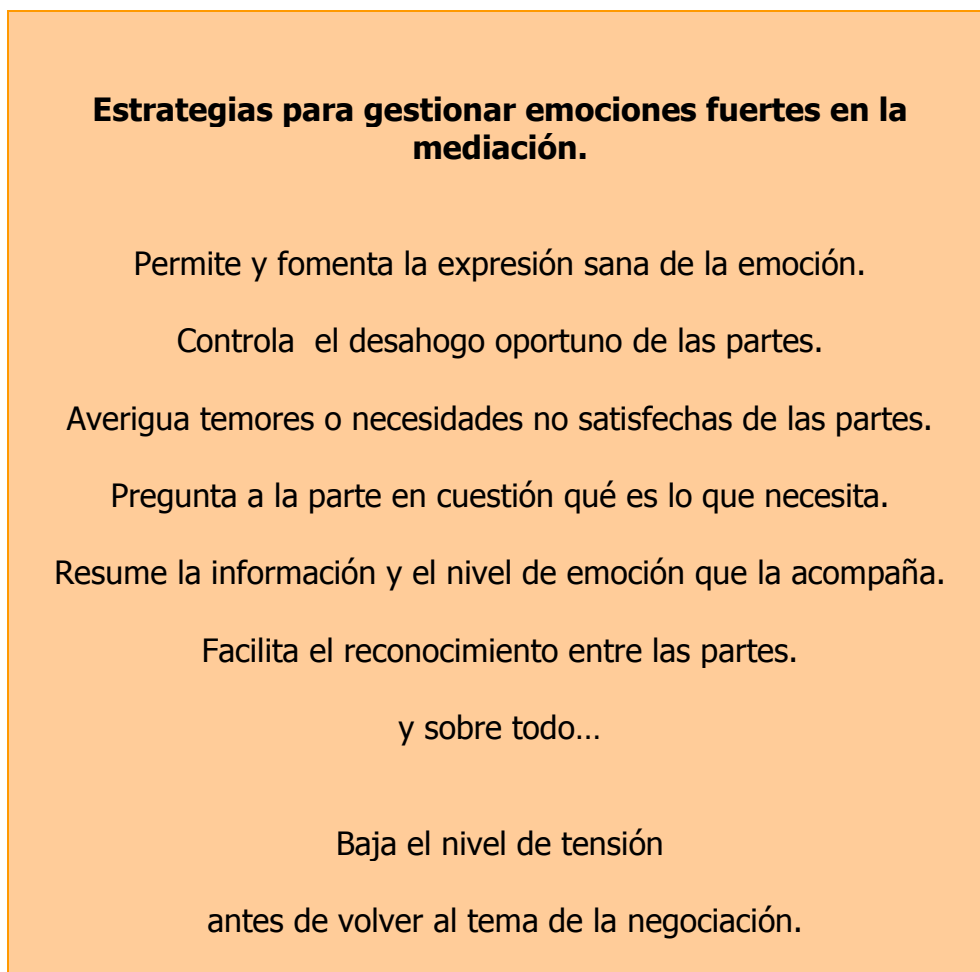 Estrategias para gestionar emociones fuertes en la
mediación.
Permite y fomenta la expresión sana de la emoción.
Controla  el desahogo oportuno de las partes.
Averigua temores o necesidades no satisfechas de las partes.
Pregunta a la parte en cuestión qué es lo que necesita.
Resume la información y el nivel de emoción que la acompaña.
Facilita el reconocimiento entre las partes.
y sobre todo…
Baja el nivel de tensión
antes de volver al tema de la negociación.